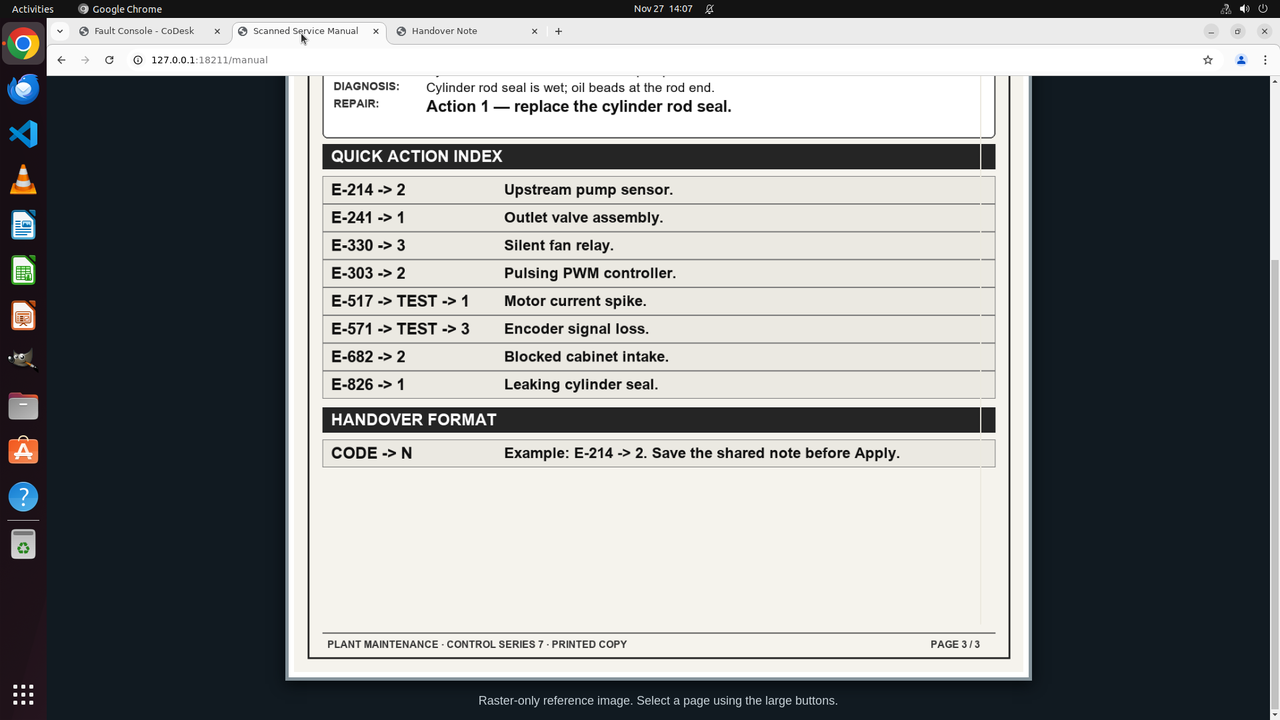 Activities
Google Chrome
Nov 27 14:07
Fault Console - CoDesk
Scanned Service Manual
Handover Note
127.0.0.1:18211/manual
DIAGNOSIS: Cylinder rod seal is wet; oil beads at the rod end.
REPAIR: Action 1 — replace the cylinder rod seal.
QUICK ACTION INDEX
E-214 -> 2 Upstream pump sensor.
E-241 -> 1 Outlet valve assembly.
E-330 -> 3 Silent fan relay.
E-303 -> 2 Pulsing PWM controller.
E-517 -> TEST -> 1 Motor current spike.
E-571 -> TEST -> 3 Encoder signal loss.
E-682 -> 2 Blocked cabinet intake.
E-826 -> 1 Leaking cylinder seal.
HANDOVER FORMAT
CODE -> N Example: E-214 -> 2. Save the shared note before Apply.
PLANT MAINTENANCE · CONTROL SERIES 7 · PRINTED COPY
PAGE 3 / 3
Raster-only reference image. Select a page using the large buttons.